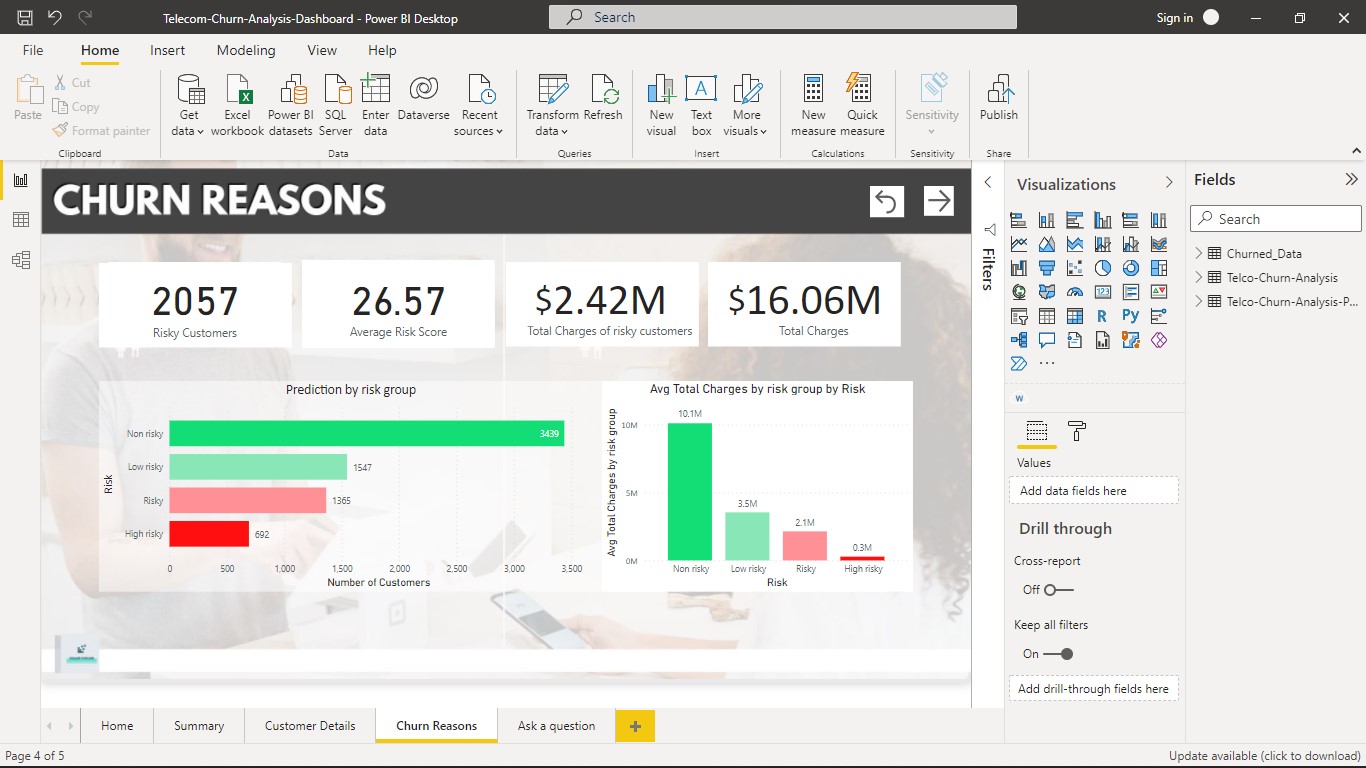 Telecom-Churn-Analysis-Dashboard - Power BI Desktop
Search
Sign in
File Home Insert Modeling View Help
Paste
Cut
Copy
Format painter
Clipboard
Get data
Excel workbook
Power BI datasets
SQL Server
Enter data
Dataverse
Recent sources
Data
Transform data
Refresh
Queries
New visual
Text box
More visuals
Insert
New measure
Quick measure
Calculations
Sensitivity
Sensitivity
Publish
Share
CHURN REASONS
2057
Risky Customers
26.57
Average Risk Score
$2.42M
Total Charges of risky customers
$16.06M
Total Charges
Prediction by risk group
Risk
Non risky 3439
Low risky 1547
Risky 1365
High risky 692
0 500 1,000 1,500 2,000 2,500 3,000 3,500
Number of Customers
Avg Total Charges by risk group by Risk
Avg Total Charges by risk group
10M
5M
0M
10.1M
3.5M
2.1M
0.3M
Non risky Low risky Risky High risky
Risk
Filters
Visualizations
R Py
123
W
Values
Add data fields here
Drill through
Cross-report
Off
Keep all filters
On
Add drill-through fields here
Fields
Search
Churned_Data
Telco-Churn-Analysis
Telco-Churn-Analysis-P...
Home Summary Customer Details Churn Reasons Ask a question
Page 4 of 5
Update available (click to download)